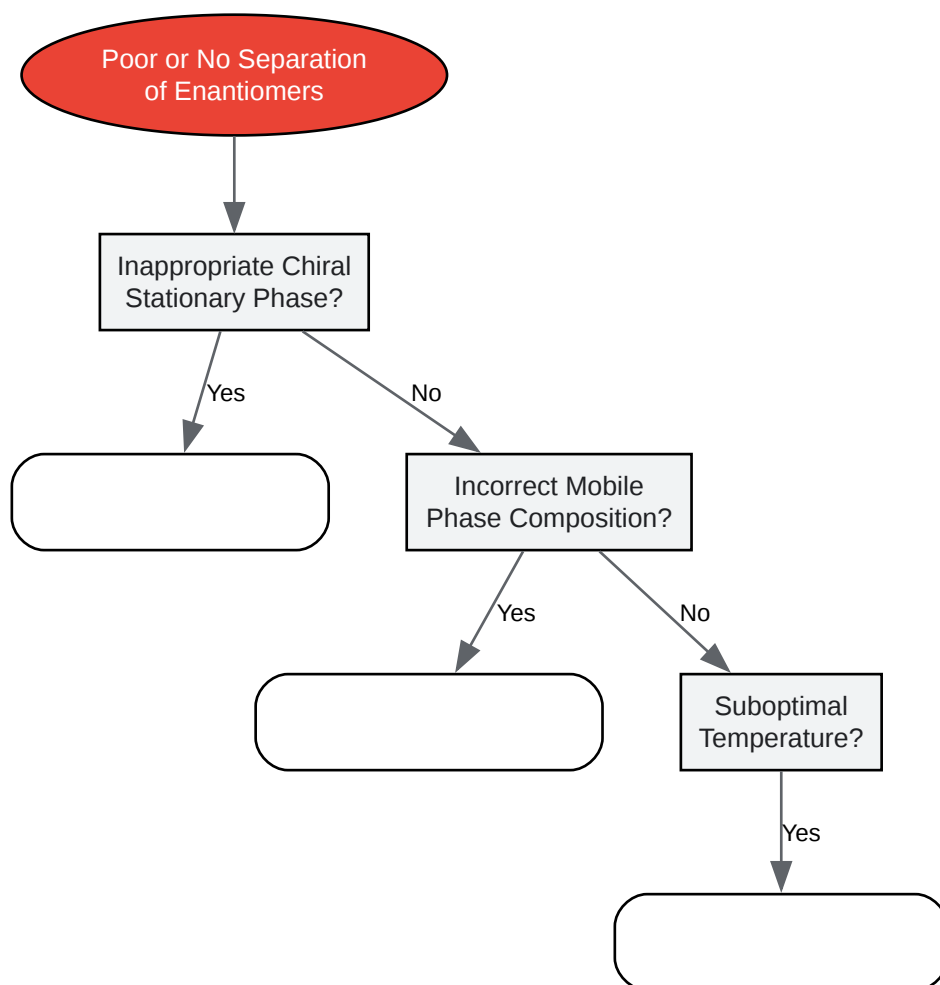 Poor or No Separation
of Enantiomers
Inappropriate Chiral
Stationary Phase?
Yes
No
Incorrect Mobile
Phase Composition?
Yes
No
Suboptimal
Temperature?
Yes